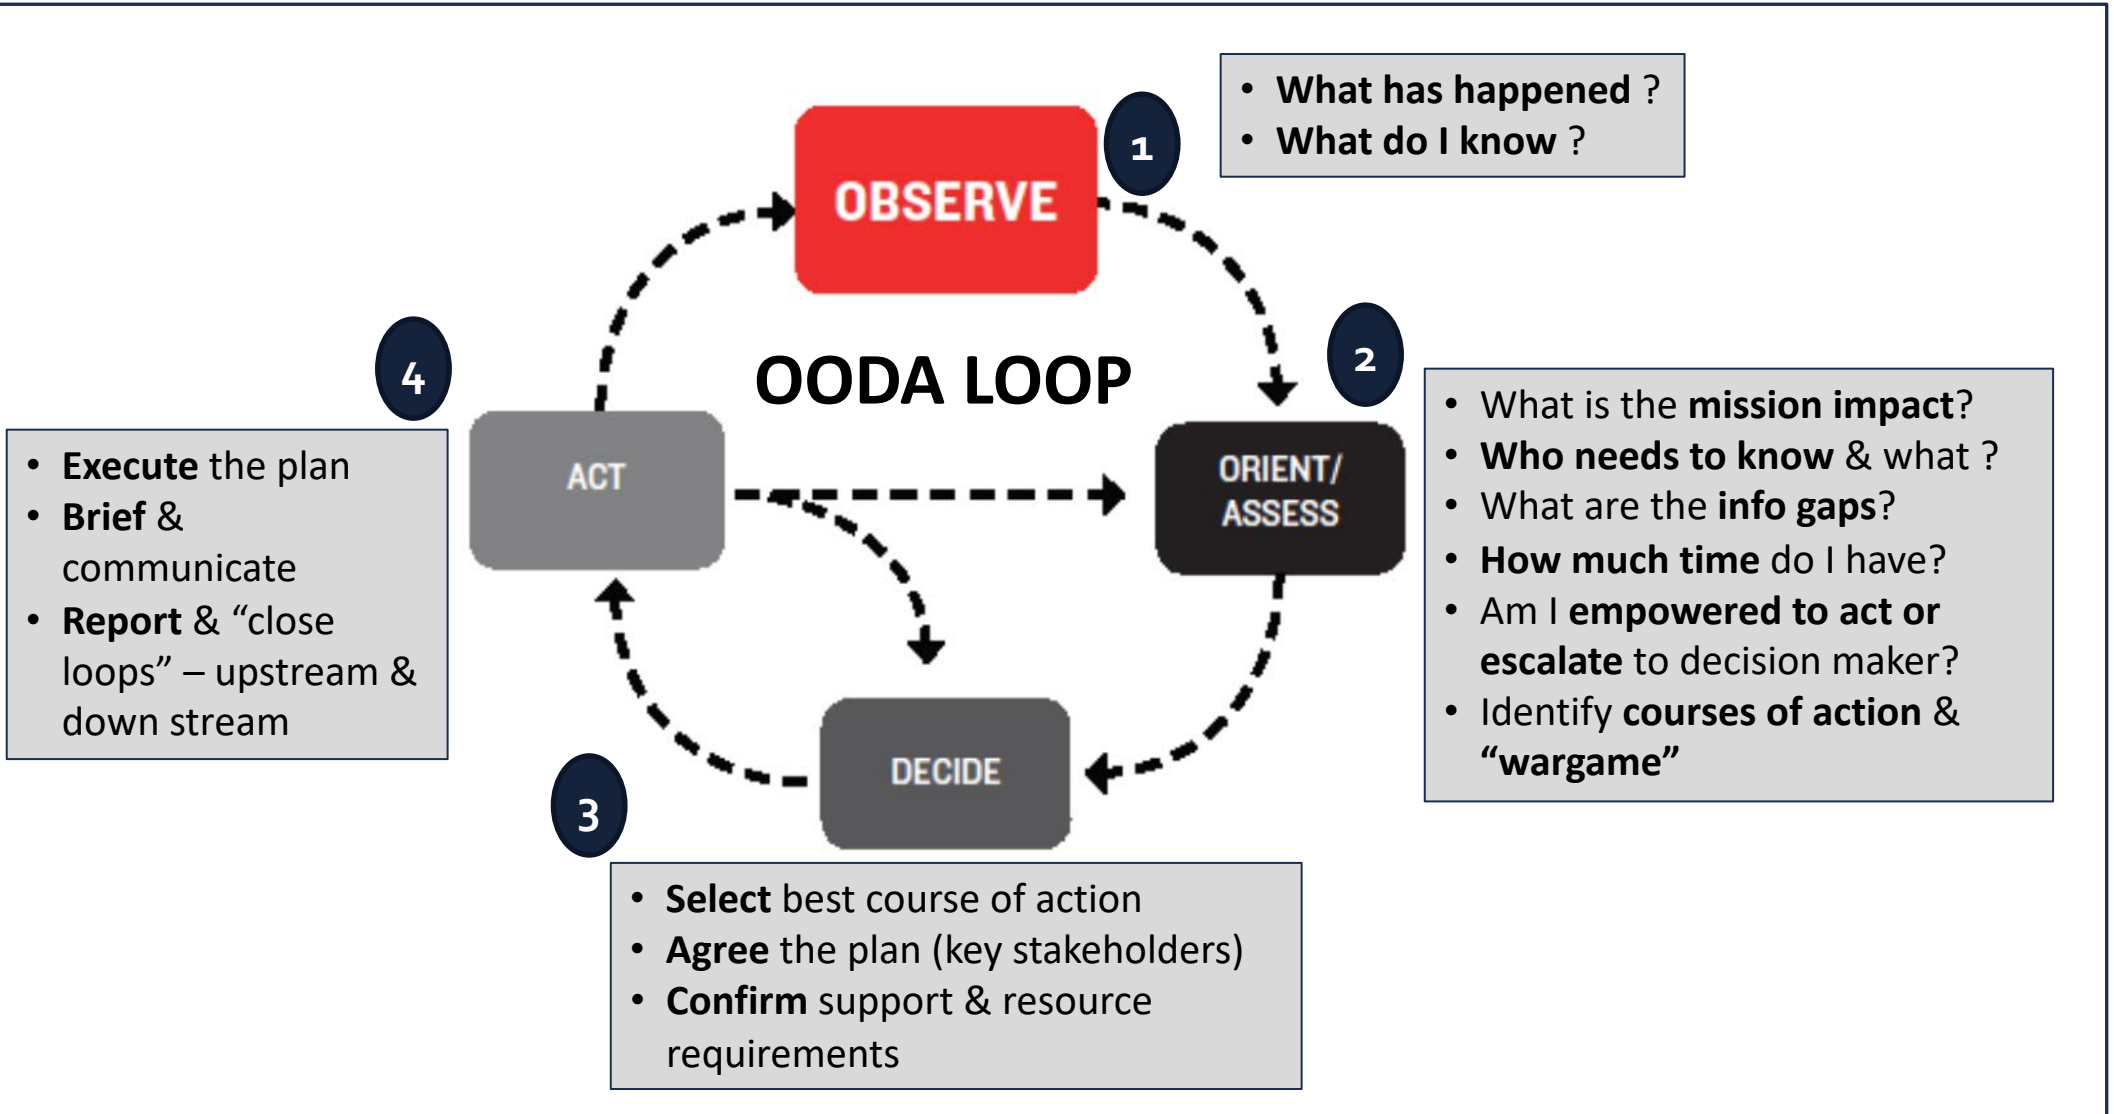 1
• What has happened ?
• What do I know ?
OBSERVE
OODA LOOP
2
ORIENT/
ASSESS
• What is the mission impact?
• Who needs to know & what ?
• What are the info gaps?
• How much time do I have?
• Am I empowered to act or
escalate to decision maker?
• Identify courses of action &
“wargame”
3
DECIDE
• Select best course of action
• Agree the plan (key stakeholders)
• Confirm support & resource
requirements
4
ACT
• Execute the plan
• Brief &
communicate
• Report & “close
loops” – upstream &
down stream